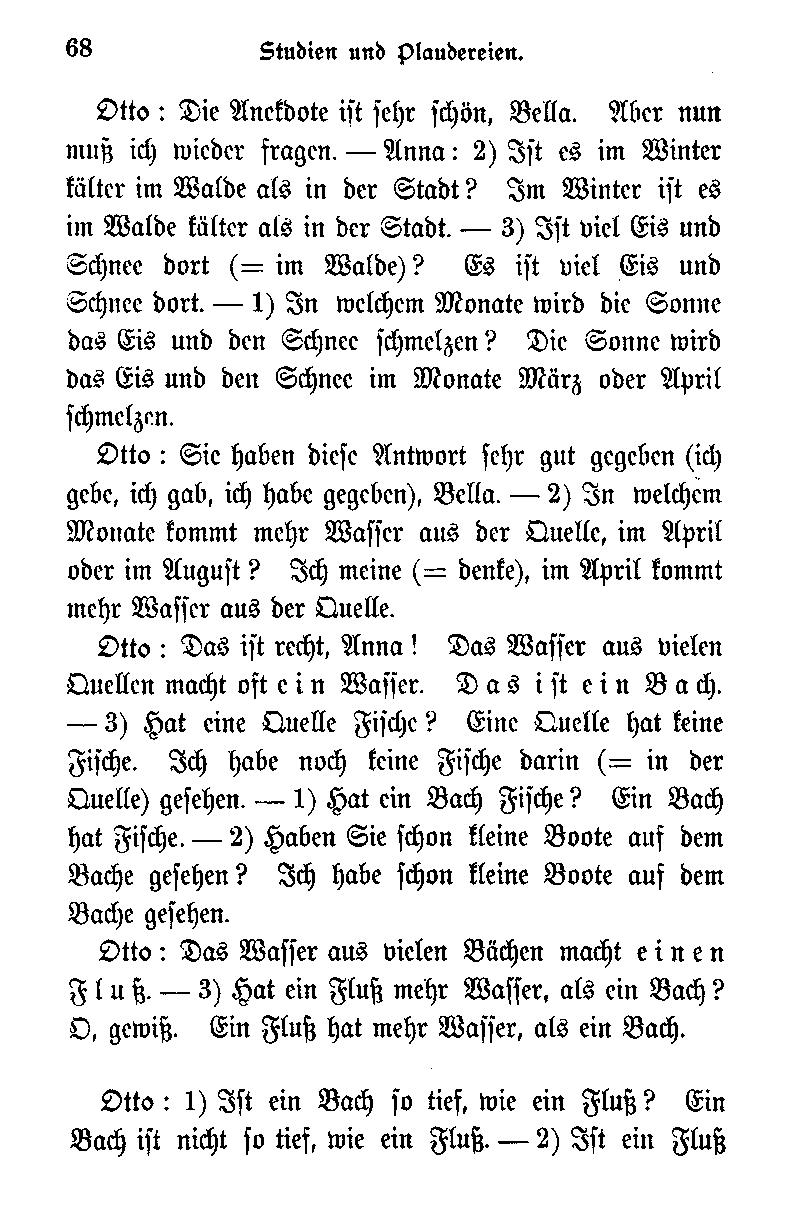 68 Studien und Plaudereien.
Otto : Die Anekdote ist sehr schön, Bella. Aber nun
muß ich wieder fragen. — Anna : 2) Ist es im Winter
kälter im Walde als in der Stadt? Im Winter ist es
im Walde kälter als in der Stadt. — 3) Ist viel Eis und
Schnee dort (= im Walde)? Es ist viel Eis und
Schnee dort. — 1) In welchem Monate wird die Sonne
das Eis und den Schnee schmelzen? Die Sonne wird
das Eis und den Schnee im Monate März oder April
schmelzen.
Otto : Sie haben diese Antwort sehr gut gegeben (ich
gebe, ich gab, ich habe gegeben), Bella. — 2) In welchem
Monate kommt mehr Wasser aus der Quelle, im April
oder im August? Ich meine (= denke), im April kommt
mehr Wasser aus der Quelle.
Otto : Das ist recht, Anna! Das Wasser aus vielen
Quellen macht oft ein Wasser. Das ist ein Bach.
— 3) Hat eine Quelle Fische? Eine Quelle hat keine
Fische. Ich habe noch keine Fische darin (= in der
Quelle) gesehen. — 1) Hat ein Bach Fische? Ein Bach
hat Fische. — 2) Haben Sie schon kleine Boote auf dem
Bache gesehen? Ich habe schon kleine Boote auf dem
Bache gesehen.
Otto : Das Wasser aus vielen Bächen macht einen
Fluß. — 3) Hat ein Fluß mehr Wasser, als ein Bach?
O, gewiß. Ein Fluß hat mehr Wasser, als ein Bach.
Otto : 1) Ist ein Bach so tief, wie ein Fluß? Ein
Bach ist nicht so tief, wie ein Fluß. — 2) Ist ein Fluß